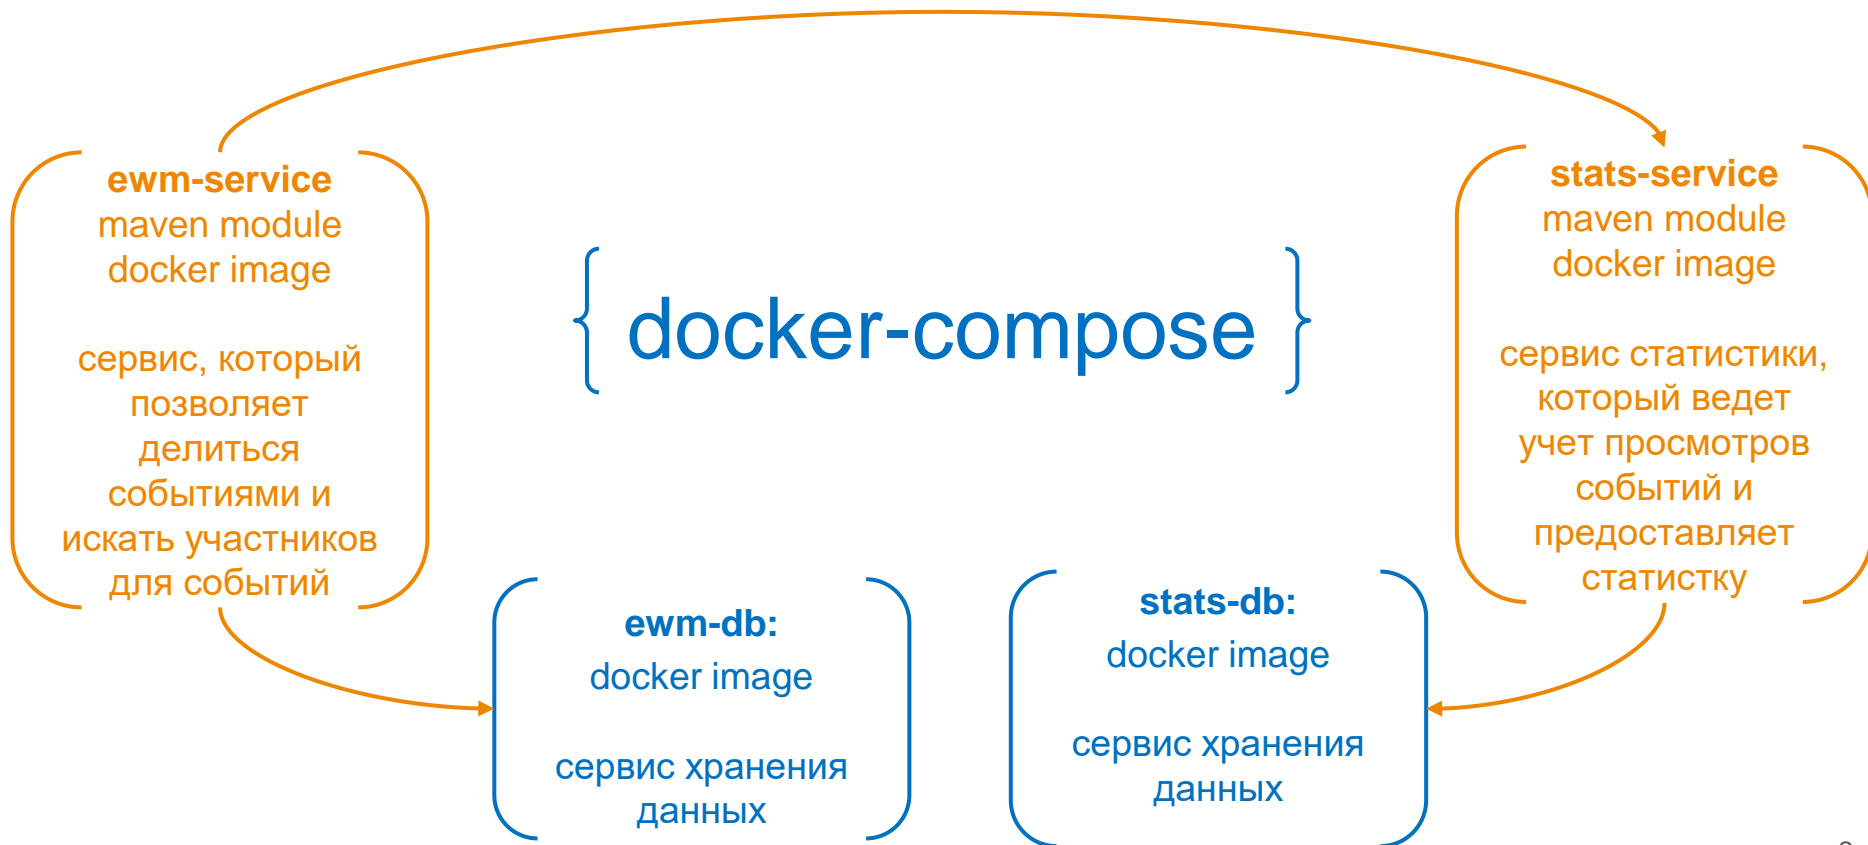 ewm-service
maven module
docker image
сервис, который
позволяет
делиться
событиями и
искать участников
для событий
docker-compose
stats-service
maven module
docker image
сервис статистики,
который ведет
учет просмотров
событий и
предоставляет
статистку
ewm-db:
docker image
сервис хранения
данных
stats-db:
docker image
сервис хранения
данных